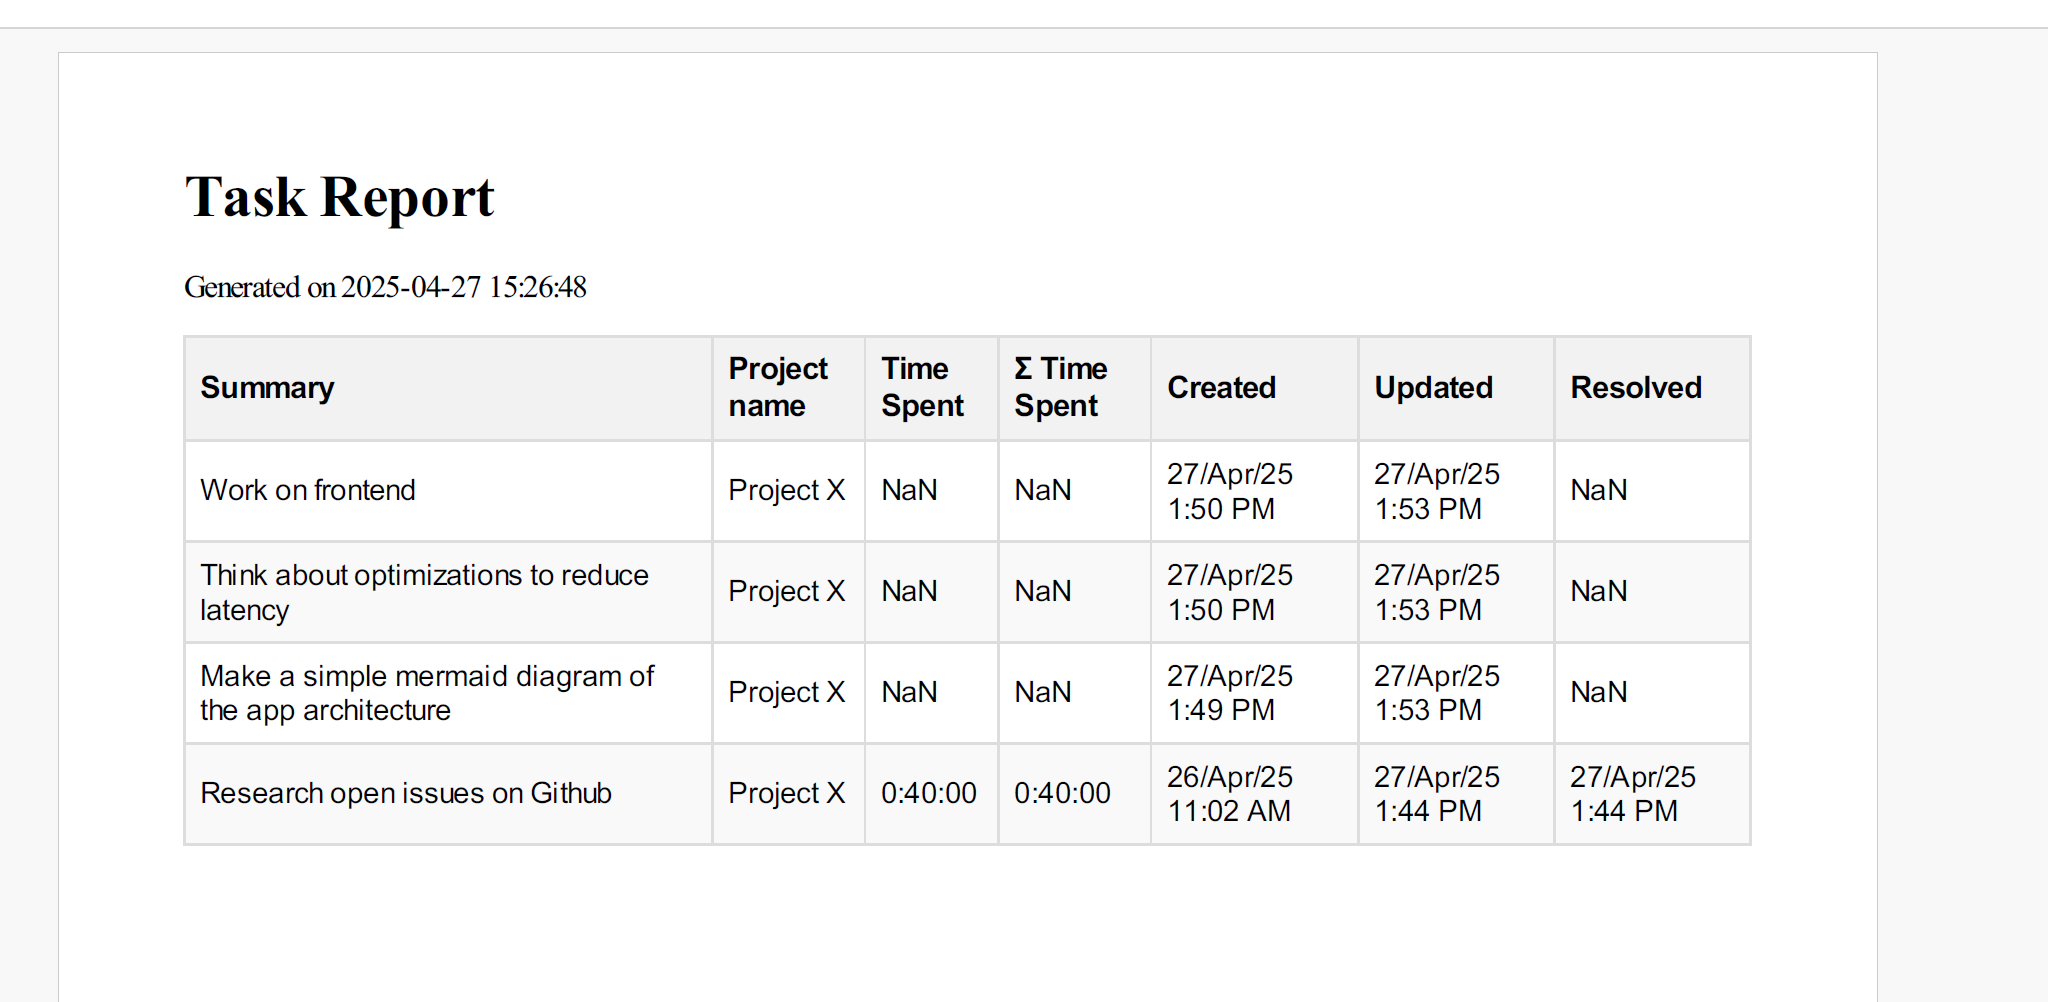 Task Report
Generated on 2025-04-27 15:26:48
Summary
Project
name
Time
Spent
Σ Time
Spent
Created
Updated
Resolved
Work on frontend
Project X
NaN
NaN
27/Apr/25
1:50 PM
27/Apr/25
1:53 PM
NaN
Think about optimizations to reduce
latency
Project X
NaN
NaN
27/Apr/25
1:50 PM
27/Apr/25
1:53 PM
NaN
Make a simple mermaid diagram of
the app architecture
Project X
NaN
NaN
27/Apr/25
1:49 PM
27/Apr/25
1:53 PM
NaN
Research open issues on Github
Project X
0:40:00
0:40:00
26/Apr/25
11:02 AM
27/Apr/25
1:44 PM
27/Apr/25
1:44 PM